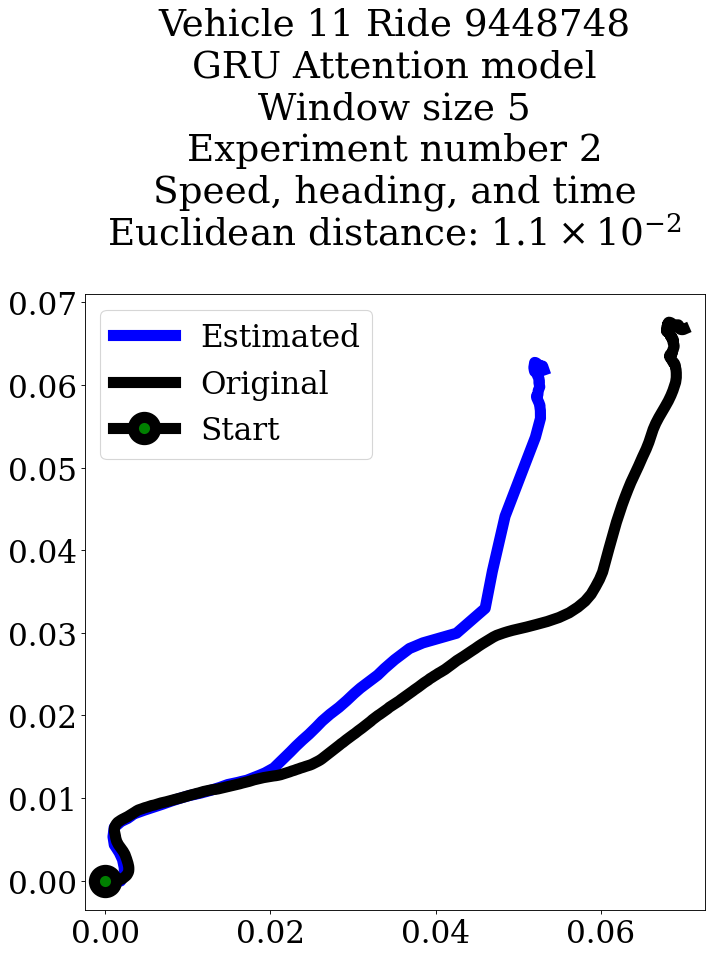 Vehicle 11 Ride 9448748
GRU Attention model
Window size 5
Experiment number 2
Speed, heading, and time
Euclidean distance: 1.1 × 10⁻²
0.07
0.06
0.05
0.04
0.03
0.02
0.01
0.00
Estimated
Original
Start
0.00 0.02 0.04 0.06